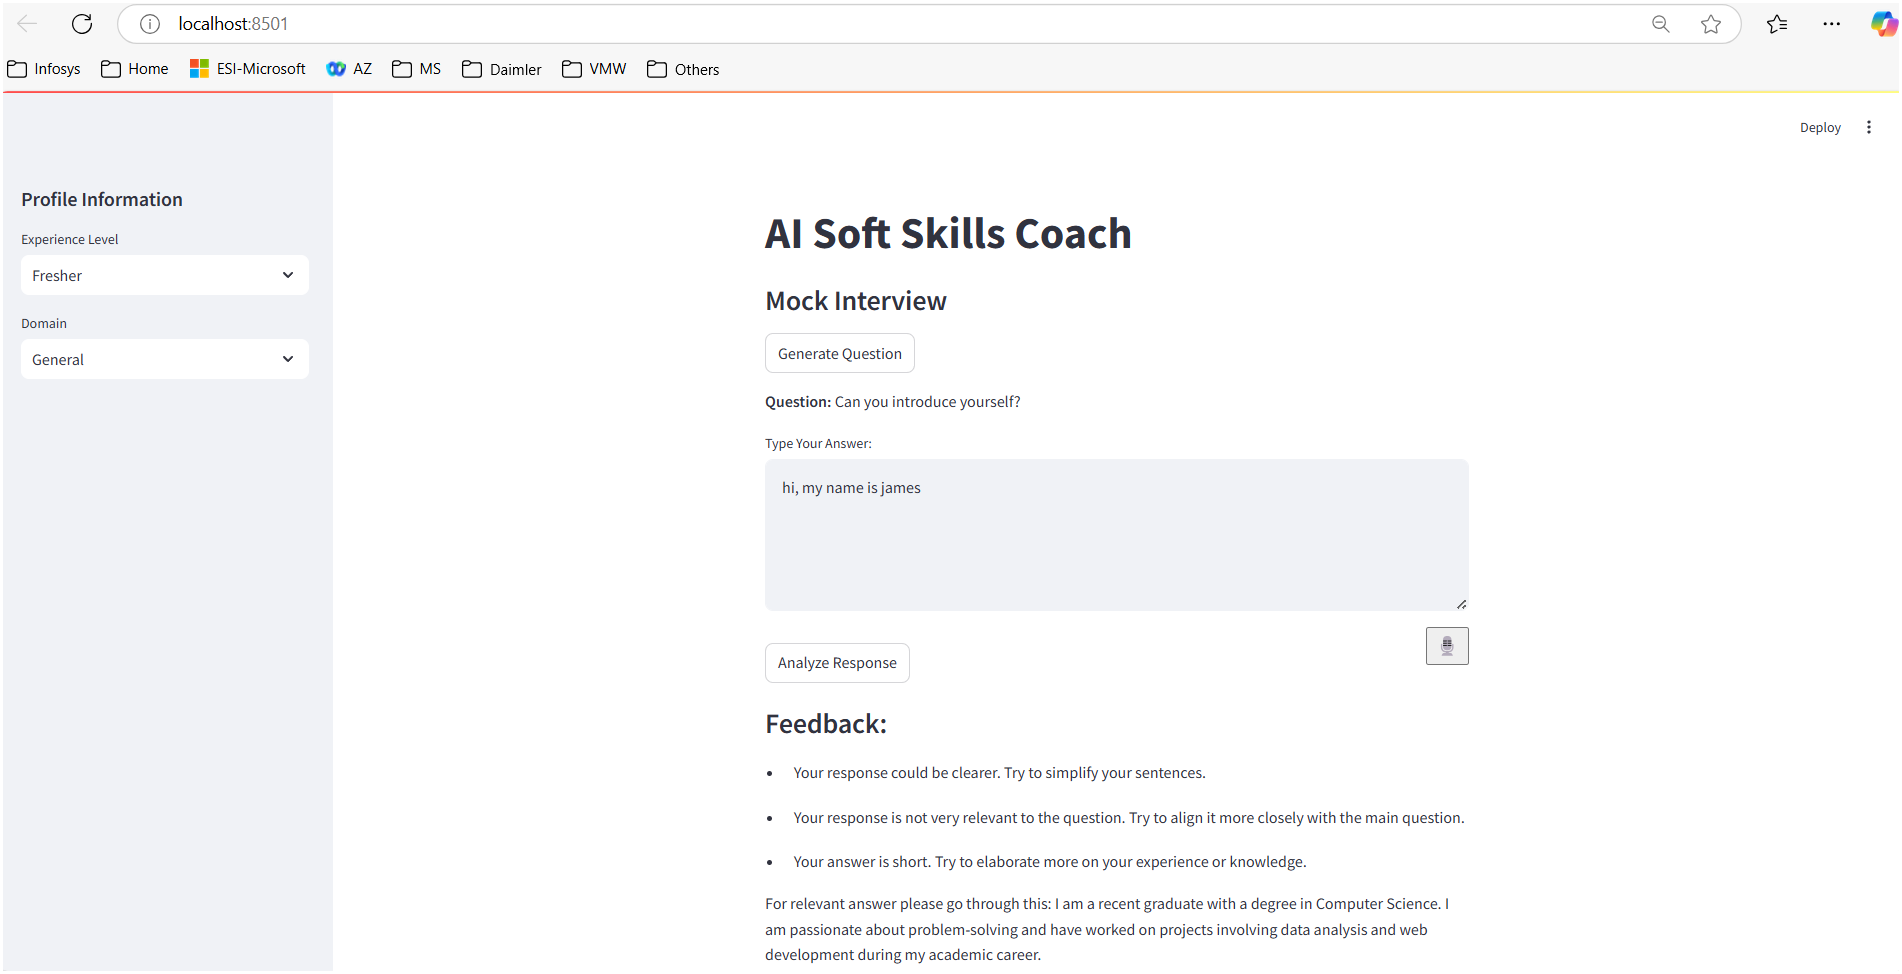 localhost:8501
Infosys Home ESI-Microsoft AZ MS Daimler VMW Others
Deploy
Profile Information
Experience Level
Fresher
Domain
General
AI Soft Skills Coach
Mock Interview
Generate Question
Question: Can you introduce yourself?
Type Your Answer:
hi, my name is james
Analyze Response
Feedback:
• Your response could be clearer. Try to simplify your sentences.
• Your response is not very relevant to the question. Try to align it more closely with the main question.
• Your answer is short. Try to elaborate more on your experience or knowledge.
For relevant answer please go through this: I am a recent graduate with a degree in Computer Science. I
am passionate about problem-solving and have worked on projects involving data analysis and web
development during my academic career.